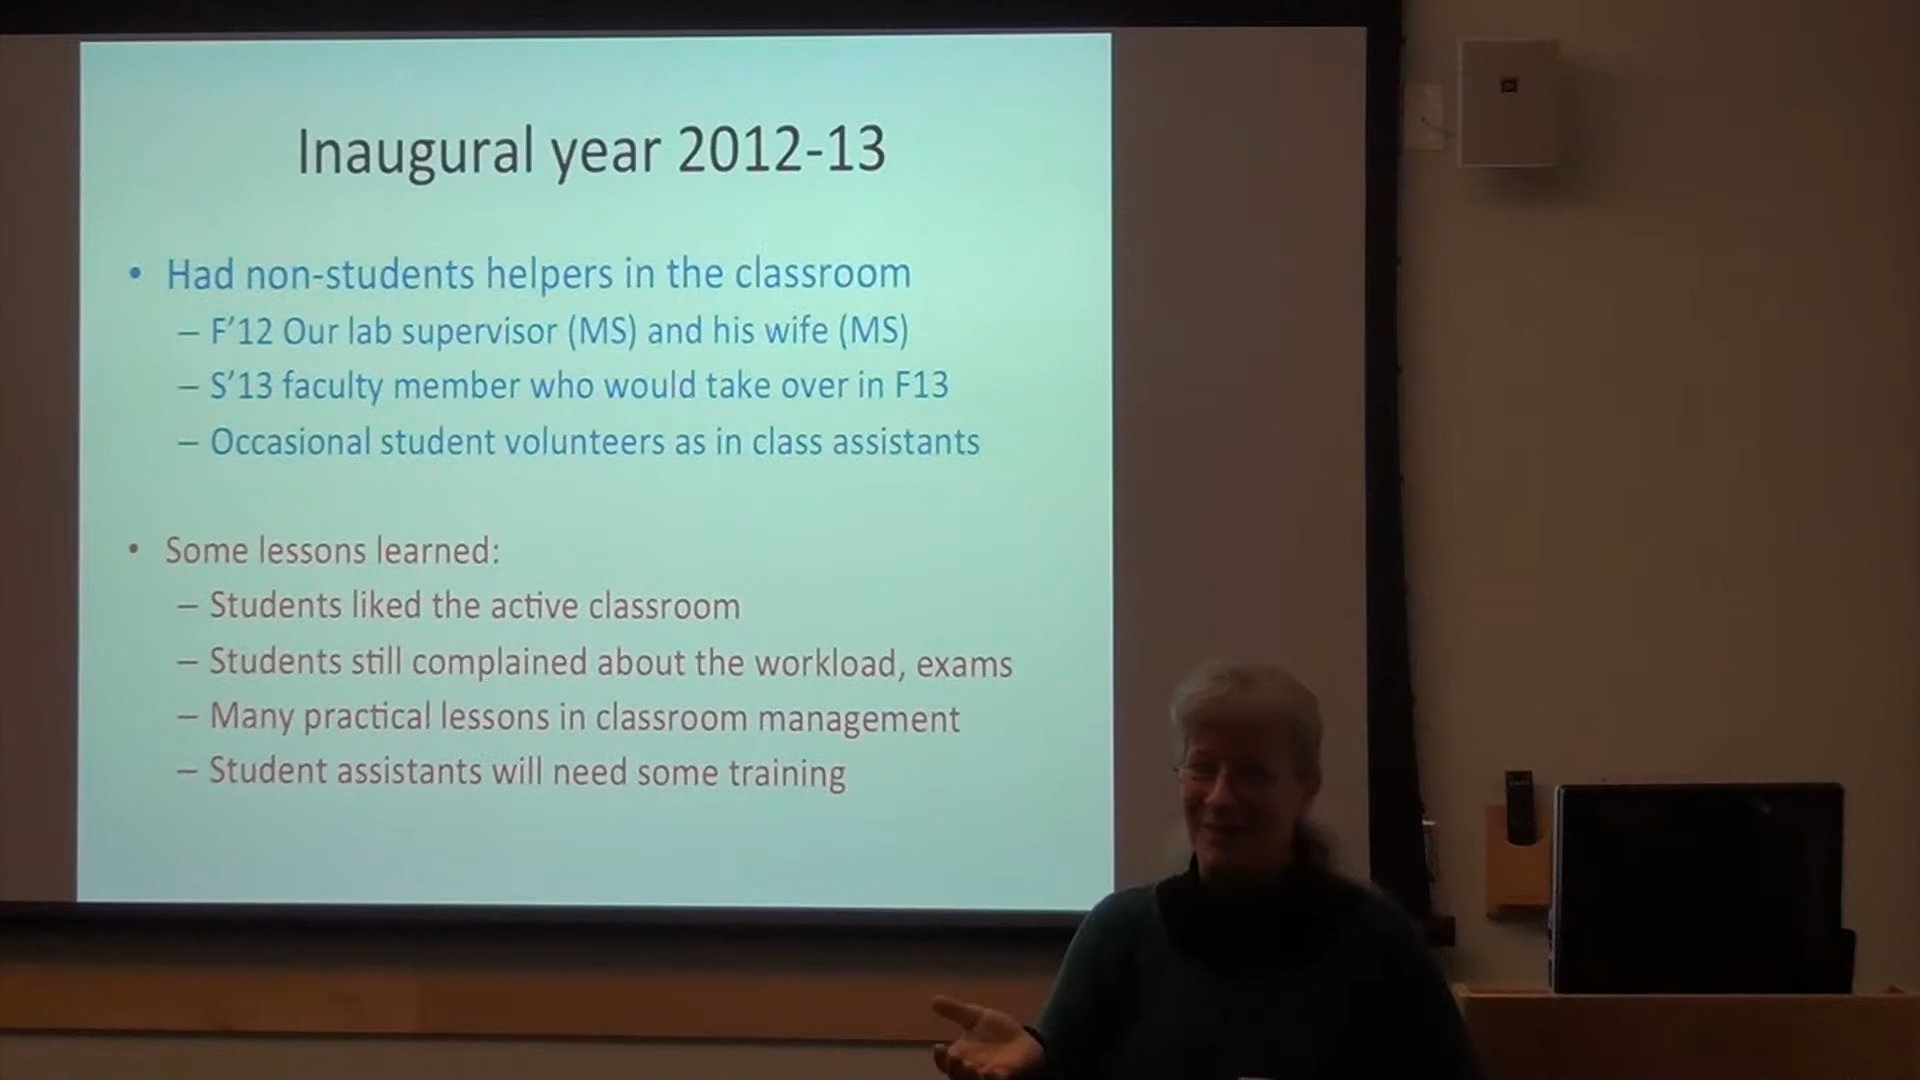 Inaugural year 2012-13
• Had non-students helpers in the classroom
– F'12 Our lab supervisor (MS) and his wife (MS)
– S'13 faculty member who would take over in F13
– Occasional student volunteers as in class assistants
• Some lessons learned:
– Students liked the active classroom
– Students still complained about the workload, exams
– Many practical lessons in classroom management
– Student assistants will need some training